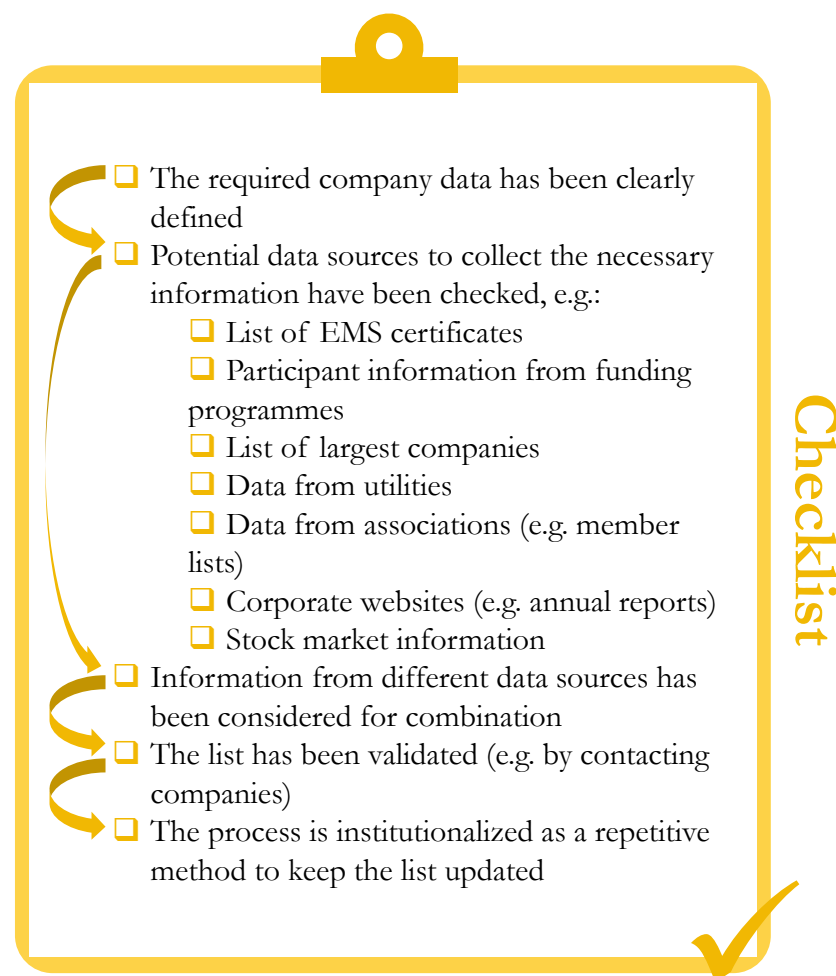 The required company data has been clearly
defined
Potential data sources to collect the necessary
information have been checked, e.g.:
List of EMS certificates
Participant information from funding
programmes
List of largest companies
Data from utilities
Data from associations (e.g. member
lists)
Corporate websites (e.g. annual reports)
Stock market information
Information from different data sources has
been considered for combination
The list has been validated (e.g. by contacting
companies)
The process is institutionalized as a repetitive
method to keep the list updated
Checklist